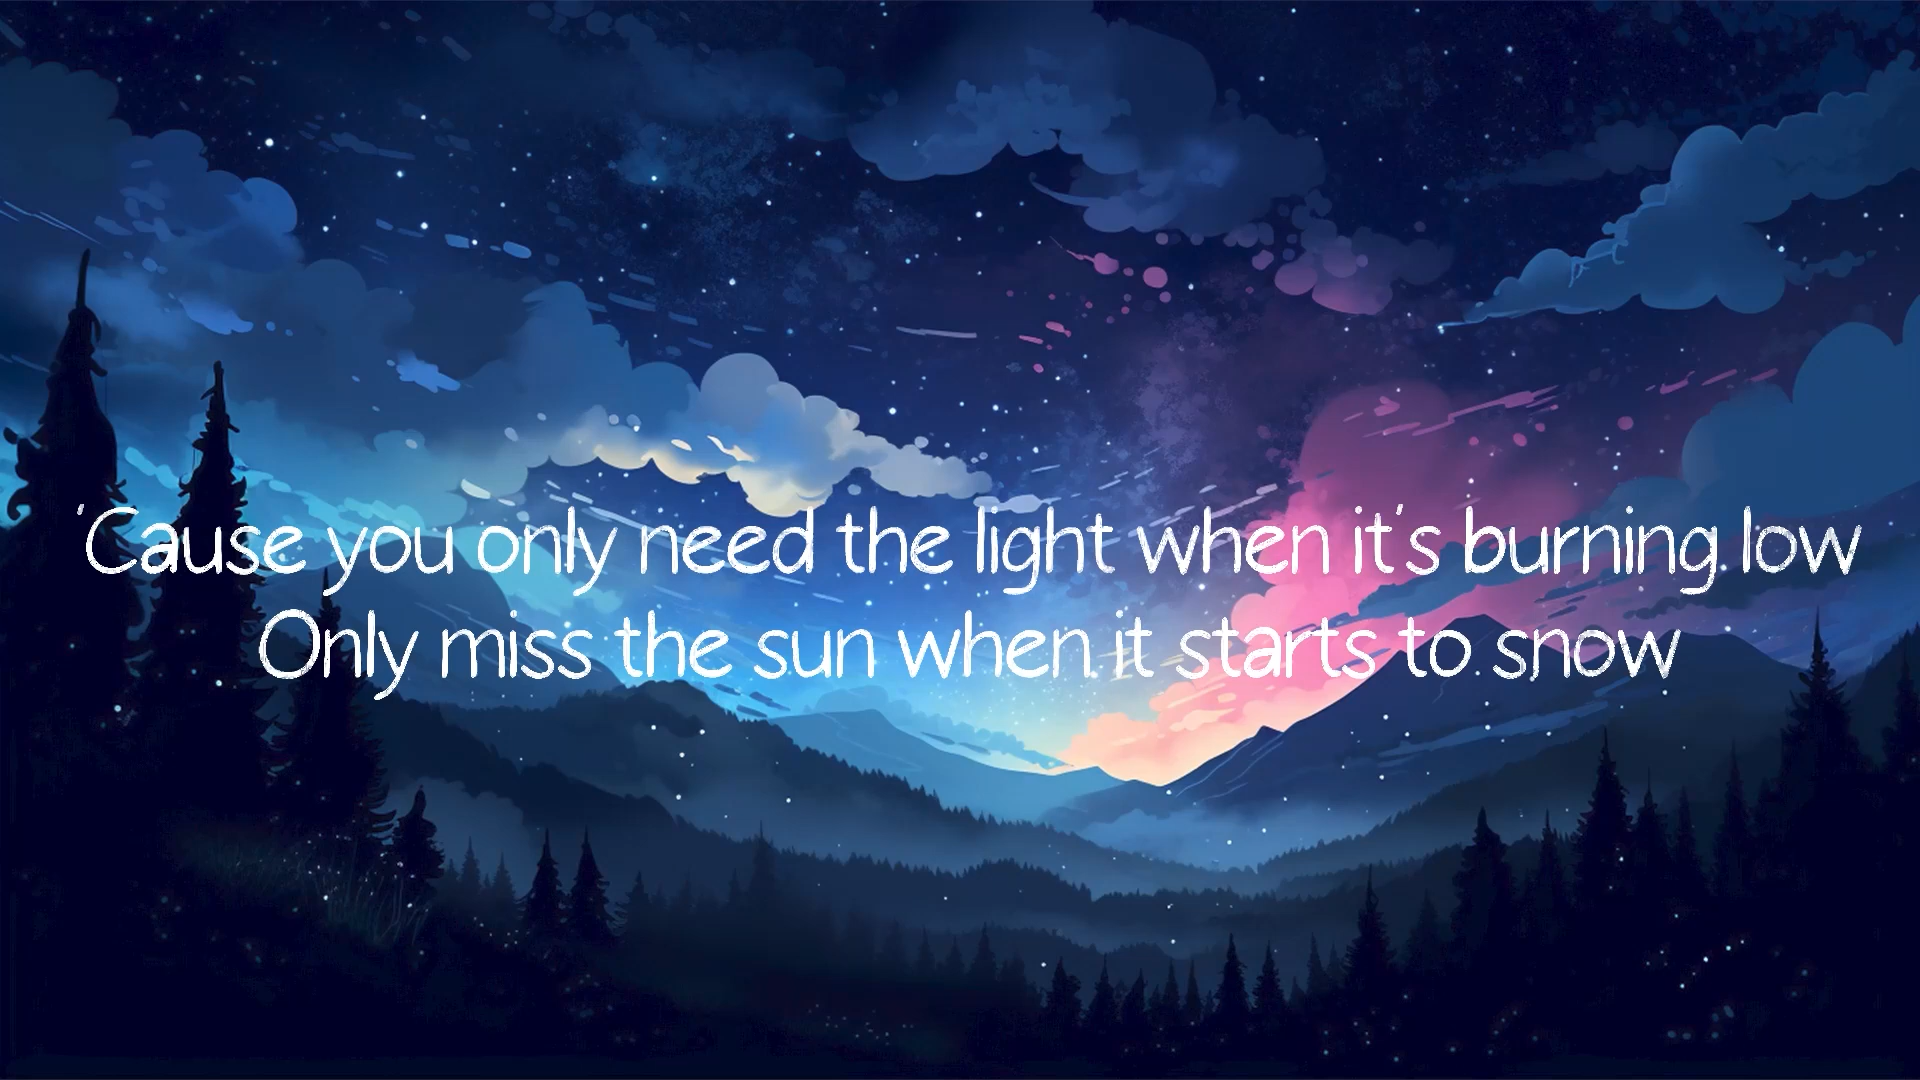 'Cause you only need the light when it's burning low
Only miss the sun when it starts to snow